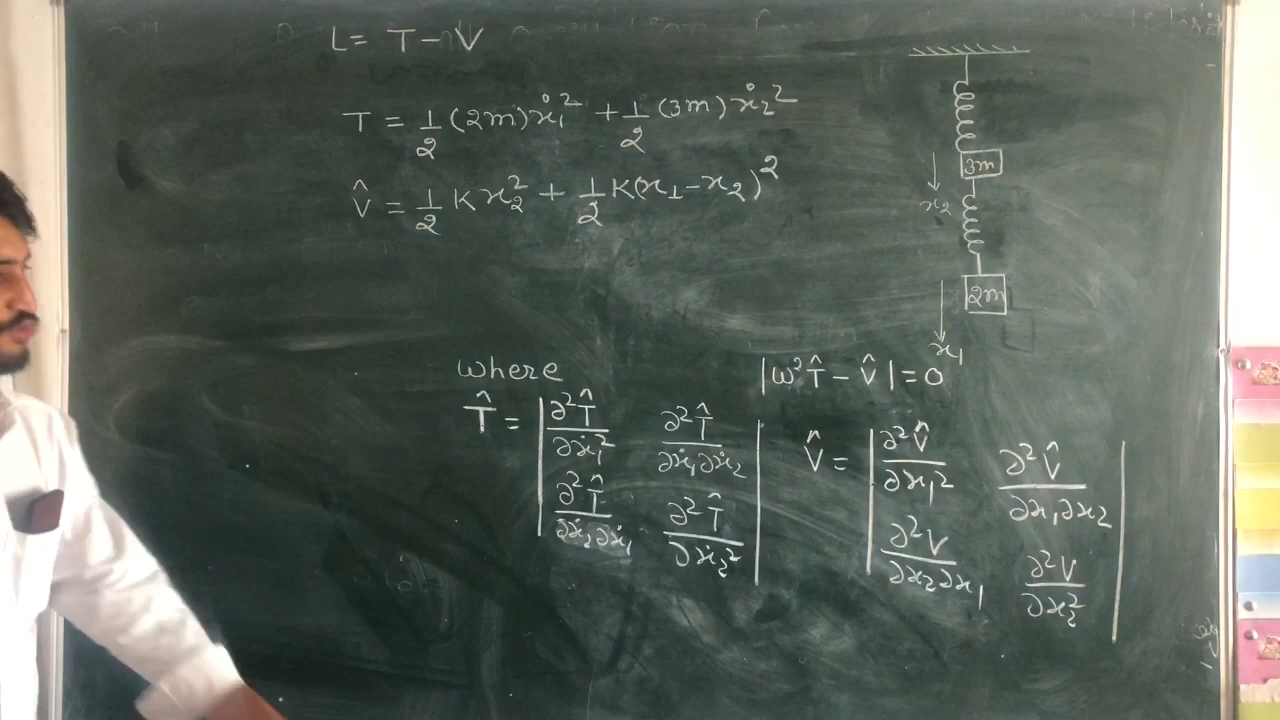 L= T-V
T = 1/2 (2m)ẋ₁² + 1/2 (3m)ẋ₂²
V̂ = 1/2 K x₂² + 1/2 K(x₁-x₂)²
3m
x₂
2m
x₁
where
|ω²T̂ - V̂| = 0
T̂ = | ∂²T̂/∂ẋ₁² ∂²T̂/∂ẋ₁∂ẋ₂ |
| ∂²T̂/∂ẋ₂∂ẋ₁ ∂²T̂/∂ẋ₂² |
V̂ = | ∂²V̂/∂x₁² ∂²V̂/∂x₁∂x₂ |
| ∂²V/∂x₂∂x₁ ∂²V/∂x₂² |